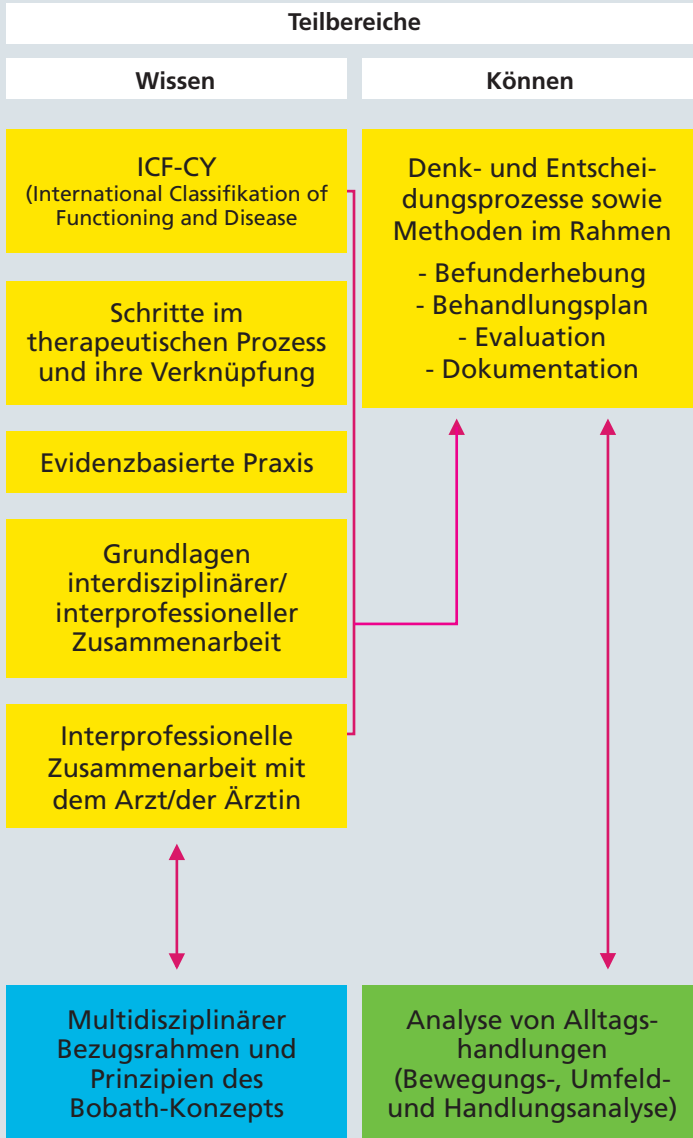 Teilbereiche
Wissen
Können
ICF-CY
(International Classifikation of
Functioning and Disease
Schritte im
therapeutischen Prozess
und ihre Verknüpfung
Evidenzbasierte Praxis
Grundlagen
interdisziplinärer/
interprofessioneller
Zusammenarbeit
Interprofessionelle
Zusammenarbeit mit
dem Arzt/der Ärztin
Multidisziplinärer
Bezugsrahmen und
Prinzipien des
Bobath-Konzepts
Denk- und Entschei-
dungsprozesse sowie
Methoden im Rahmen
- Befunderhebung
- Behandlungsplan
- Evaluation
- Dokumentation
Analyse von Alltags-
handlungen
(Bewegungs-, Umfeld-
und Handlungsanalyse)